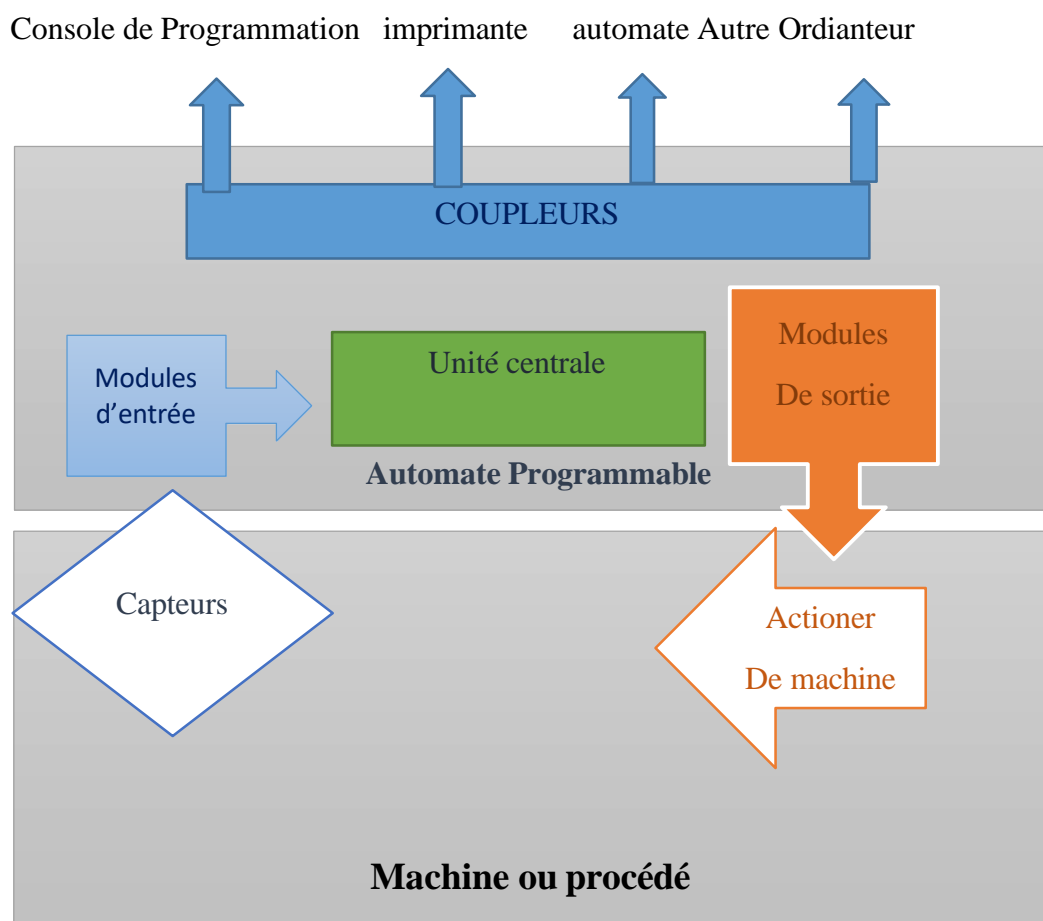 Console de Programmation imprimante automate Autre Ordianteur
COUPLEURS
Modules
d'entrée
Unité centrale
Modules
De sortie
Automate Programmable
Capteurs
Actioner
De machine
Machine ou procédé